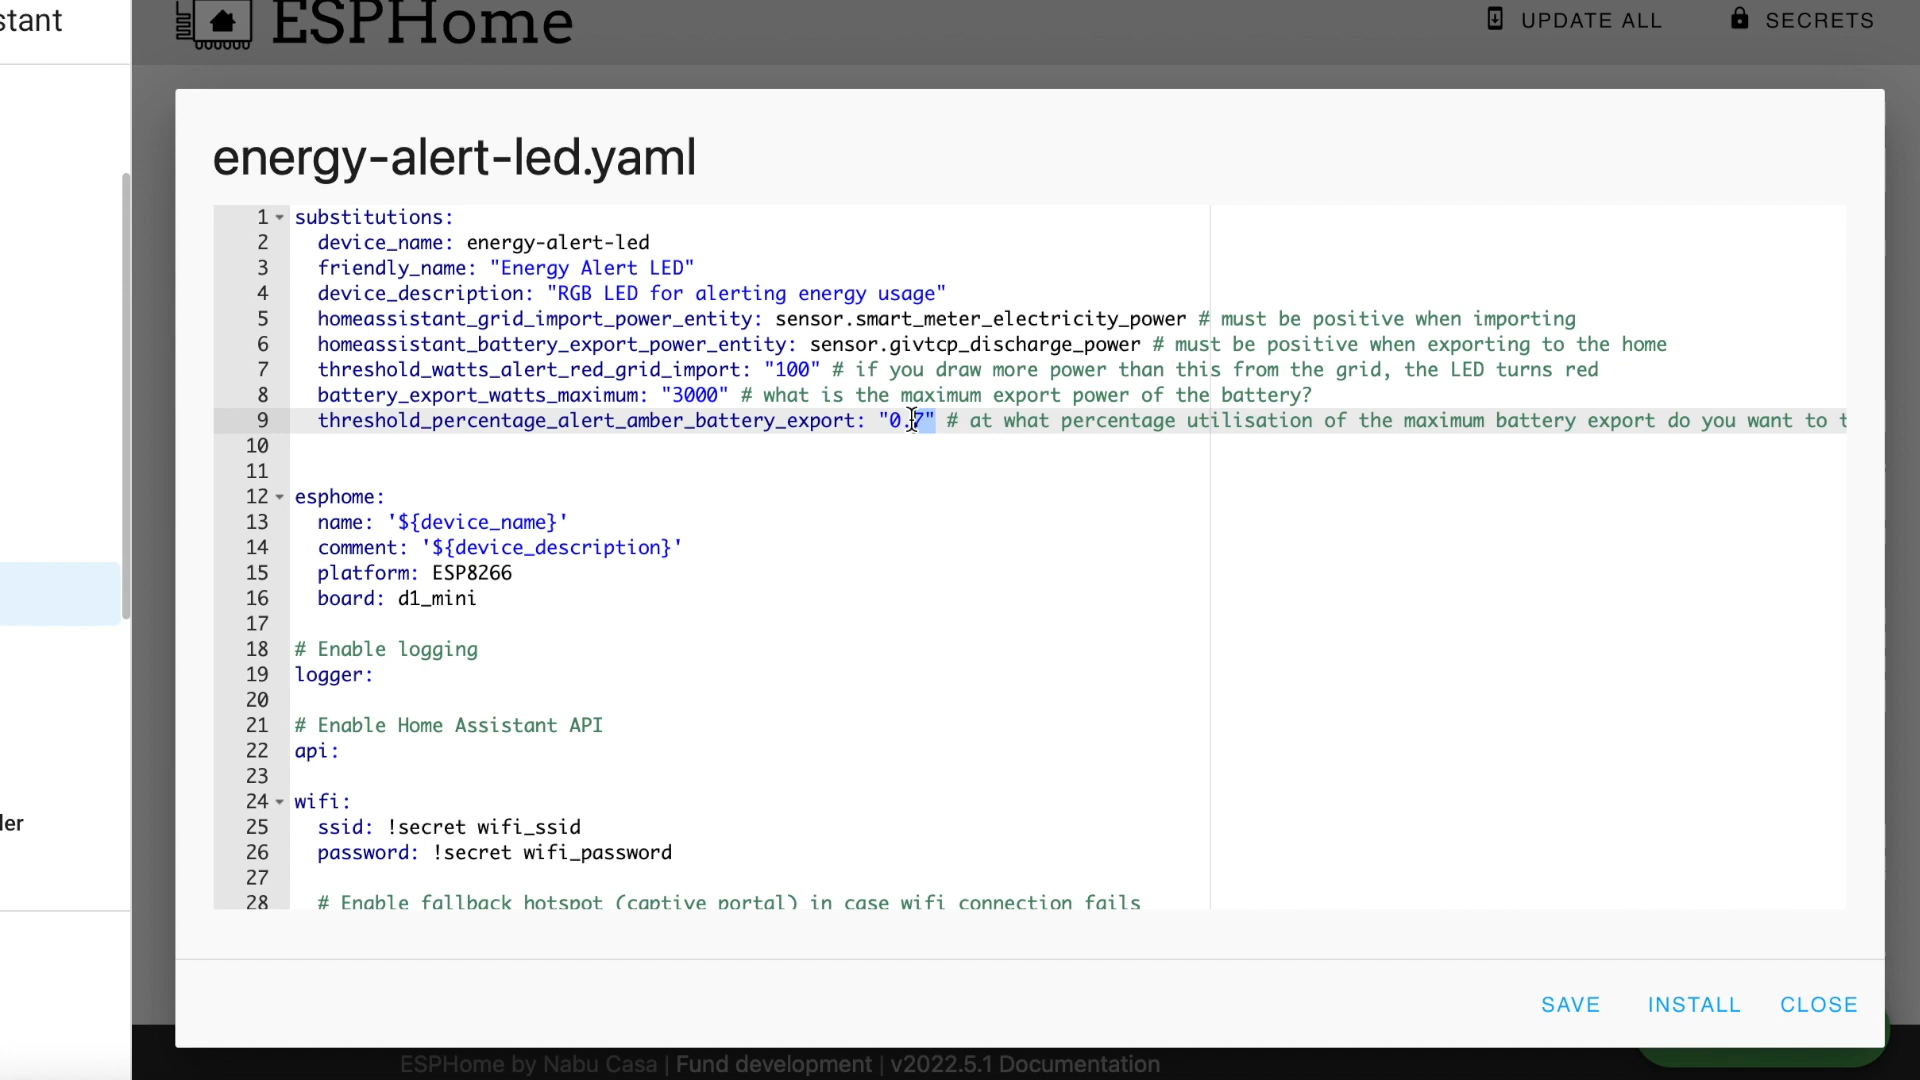 stant
ESPHome
UPDATE ALL
SECRETS
energy-alert-led.yaml
1 substitutions:
2 device_name: energy-alert-led
3 friendly_name: "Energy Alert LED"
4 device_description: "RGB LED for alerting energy usage"
5 homeassistant_grid_import_power_entity: sensor.smart_meter_electricity_power # must be positive when importing
6 homeassistant_battery_export_power_entity: sensor.givtcp_discharge_power # must be positive when exporting to the home
7 threshold_watts_alert_red_grid_import: "100" # if you draw more power than this from the grid, the LED turns red
8 battery_export_watts_maximum: "3000" # what is the maximum export power of the battery?
9 threshold_percentage_alert_amber_battery_export: "0.7" # at what percentage utilisation of the maximum battery export do you want to t
10
11
12 esphome:
13 name: '${device_name}'
14 comment: '${device_description}'
15 platform: ESP8266
16 board: d1_mini
17
18 # Enable logging
19 logger:
20
21 # Enable Home Assistant API
22 api:
23
24 wifi:
25 ssid: !secret wifi_ssid
26 password: !secret wifi_password
27
28 # Enable fallback hotspot (captive portal) in case wifi connection fails
ler
SAVE
INSTALL
CLOSE
ESPHome by Nabu Casa | Fund development | v2022.5.1 Documentation